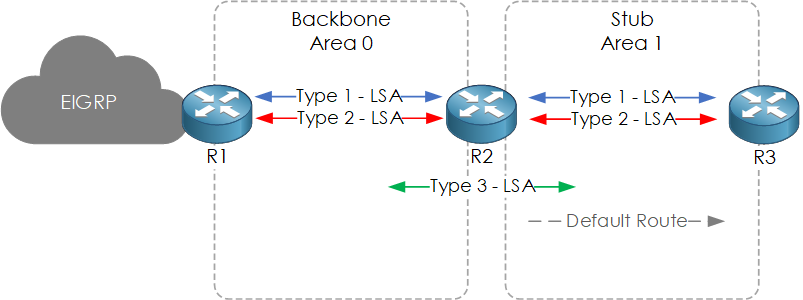 Backbone
Area 0
Stub
Area 1
EIGRP
Type 1 - LSA
Type 2 - LSA
Type 1 - LSA
Type 2 - LSA
R1
R2
R3
Type 3 - LSA
Default Route